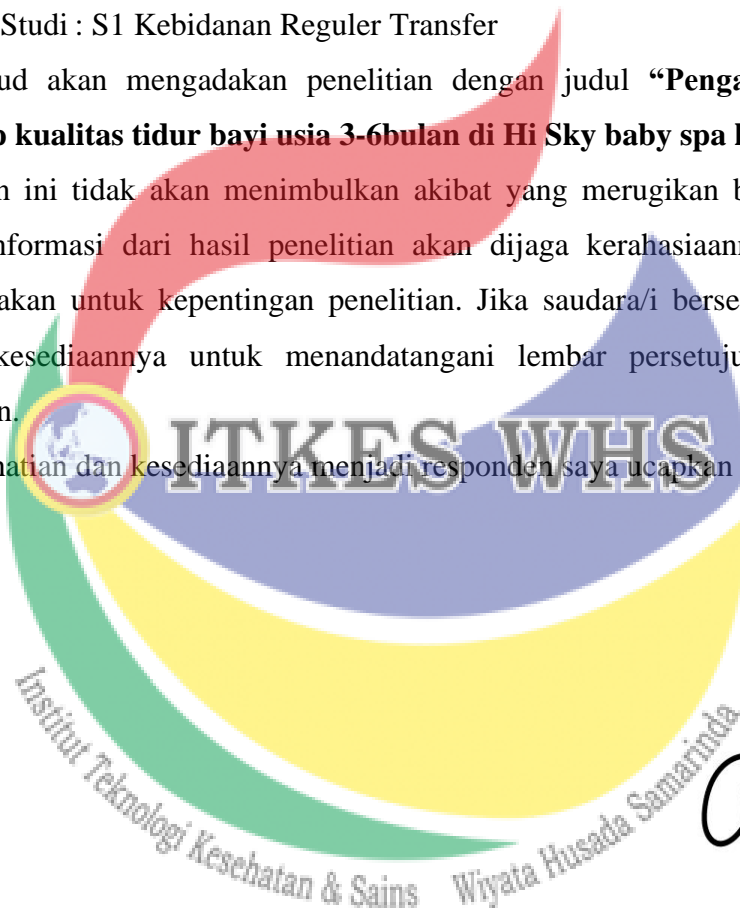 Studi : S1 Kebidanan Reguler Transfer
ud akan mengadakan penelitian dengan judul “Penga
kualitas tidur bayi usia 3-6bulan di Hi Sky baby spa
n ini tidak akan menimbulkan akibat yang merugikan b
nformasi dari hasil penelitian akan dijaga kerahasiaann
akan untuk kepentingan penelitian. Jika saudara/i berse
kesediaannya untuk menandatangani lembar persetuju
n.
ITKES WHS
hatian dan kesediaannya menjadi responden saya ucapkan
Institut Teknologi Kesehatan & Sains Wiyata Husada Samarinda